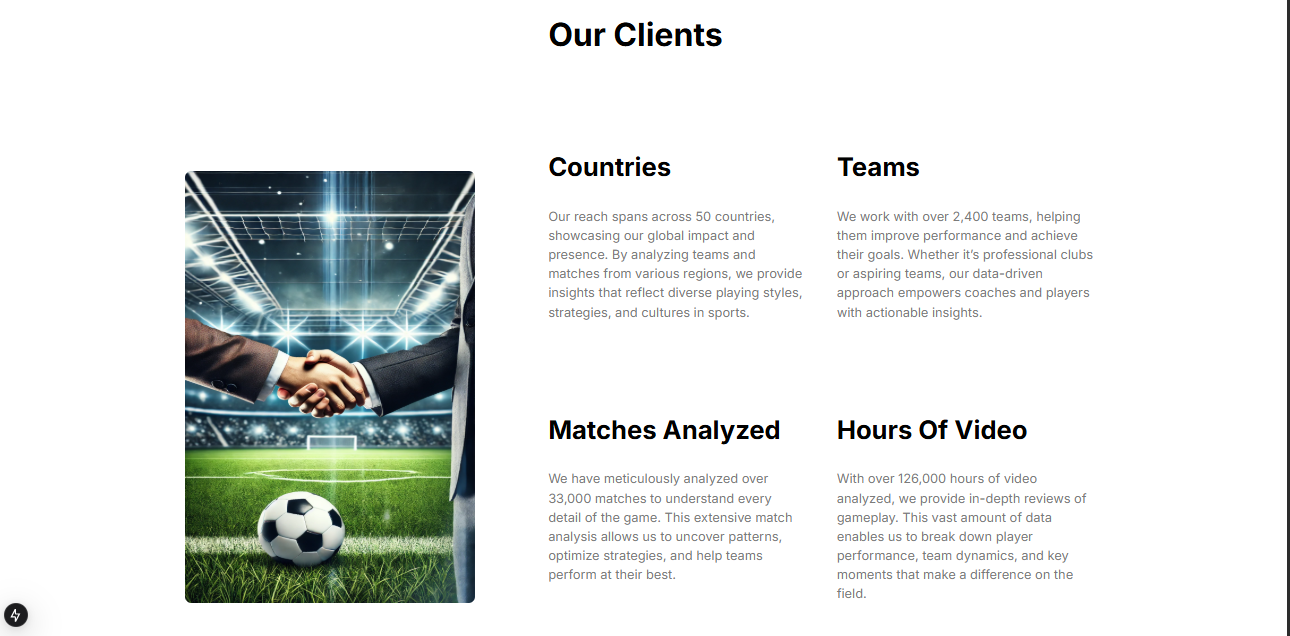 Our Clients
Countries
Our reach spans across 50 countries,
showcasing our global impact and
presence. By analyzing teams and
matches from various regions, we provide
insights that reflect diverse playing styles,
strategies, and cultures in sports.
Teams
We work with over 2,400 teams, helping
them improve performance and achieve
their goals. Whether it’s professional clubs
or aspiring teams, our data-driven
approach empowers coaches and players
with actionable insights.
Matches Analyzed
We have meticulously analyzed over
33,000 matches to understand every
detail of the game. This extensive match
analysis allows us to uncover patterns,
optimize strategies, and help teams
perform at their best.
Hours Of Video
With over 126,000 hours of video
analyzed, we provide in-depth reviews of
gameplay. This vast amount of data
enables us to break down player
performance, team dynamics, and key
moments that make a difference on the
field.